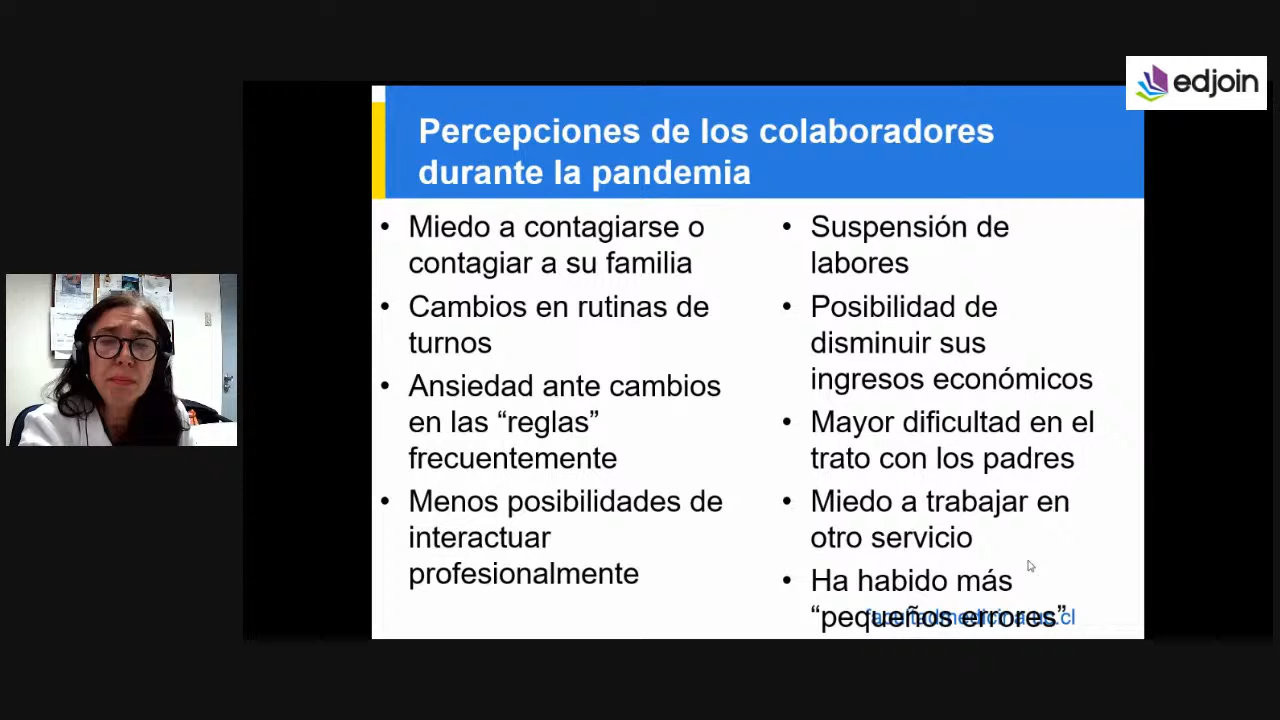 edjoin
Percepciones de los colaboradores
durante la pandemia
• Miedo a contagiarse o
contagiar a su familia
• Cambios en rutinas de
turnos
• Ansiedad ante cambios
en las “reglas”
frecuentemente
• Menos posibilidades de
interactuar
profesionalmente
• Suspensión de
labores
• Posibilidad de
disminuir sus
ingresos económicos
• Mayor dificultad en el
trato con los padres
• Miedo a trabajar en
otro servicio
• Ha habido más
“pequeños errores”
facultadmedicina.uc.cl